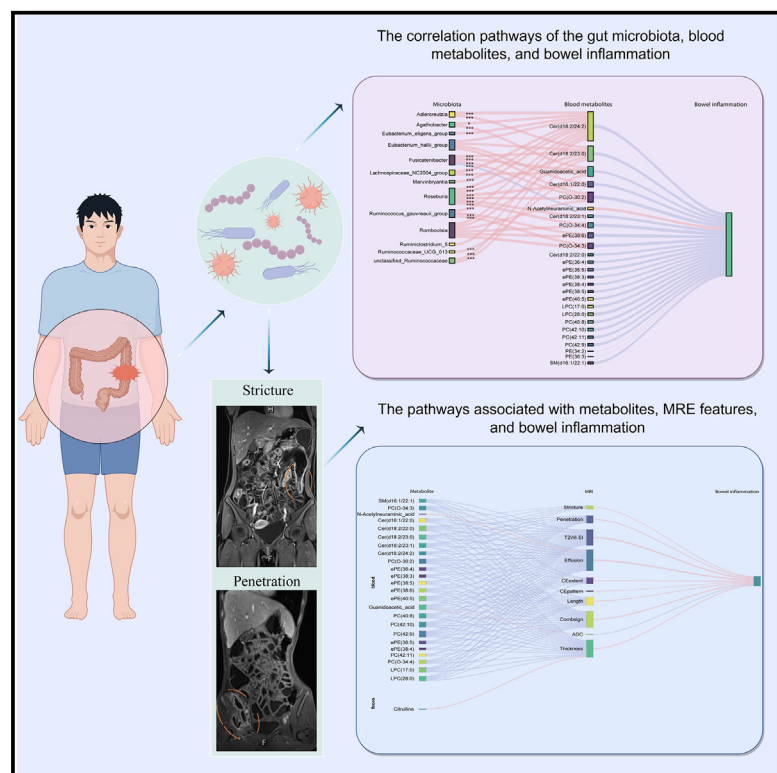 The correlation pathways of the gut microbiota, blood
metabolites, and bowel inflammation
Microbiota
Blood metabolites
Bowel inflammation
Adlercreutzia
Agathobacter
Eubacterium_eligens_group
Eubacterium_hallii_group
Fusicatenibacter
Lachnospiraceae_NC2004_group
Marvinbryantia
Roseburia
Ruminococcus_gauvreauii_group
Romboutsia
Ruminiclostridium_5
Ruminococcaceae_UCG_013
unclassified_Ruminococcaceae
Cer(d18:2/24:2)
Cer(d18:2/23:0)
Guanidoacetic_acid
Cer(d16:1/22:0)
PC(O-30:2)
N-Acetylneuraminic_acid
Cer(d18:2/23:1)
PC(O-34:4)
ePE(38:6)
PC(O-34:3)
Cer(d18:2/22:0)
ePE(36:4)
ePE(36:5)
ePE(38:3)
ePE(38:4)
ePE(38:5)
ePE(40:5)
LPC(17:0)
LPC(28:0)
PC(40:8)
PC(42:10)
PC(42:11)
PC(42:9)
PE(34:2)
PE(36:3)
SM(d16:1/22:1)
Stricture
H
F
Penetration
F
The pathways associated with metabolites, MRE features,
and bowel inflammation
Metabolite
MRI
Bowel inflammation
SM(d16:1/22:1)
PC(O-34:3)
N-Acetylneuraminic_acid
Cer(d16:1/22:0)
Cer(d18:2/22:0)
Cer(d18:2/23:0)
Cer(d18:2/23:1)
Cer(d18:2/24:2)
PC(O-30:2)
ePE(36:4)
ePE(38:3)
ePE(38:5)
ePE(38:6)
ePE(40:5)
Guanidoacetic_acid
PC(40:8)
PC(42:10)
PC(42:9)
ePE(36:5)
ePE(38:4)
PC(42:11)
PC(O-34:4)
LPC(17:0)
LPC(28:0)
Citrulline
blood
feces
Stricture
Penetration
T2WI-SI
Effusion
CEextent
CEpattern
Length
Combsign
ADC
Thickness